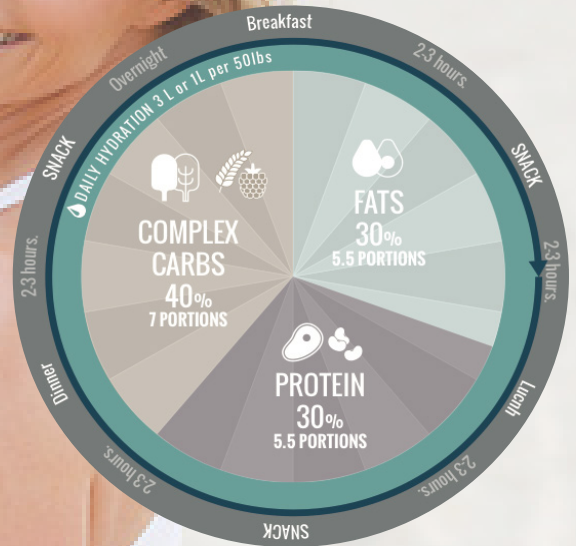 Breakfast
2-3 hours.
SNACK
2-3 hours.
Lucnh
2-3 hours.
SNACK
2-3 hours.
Dinner
2-3 hours.
SNACK
Overnight
DAILY HYDRATION 3 L or 1L per 50lbs
FATS
30%
5.5 PORTIONS
COMPLEX
CARBS
40%
7 PORTIONS
PROTEIN
30%
5.5 PORTIONS